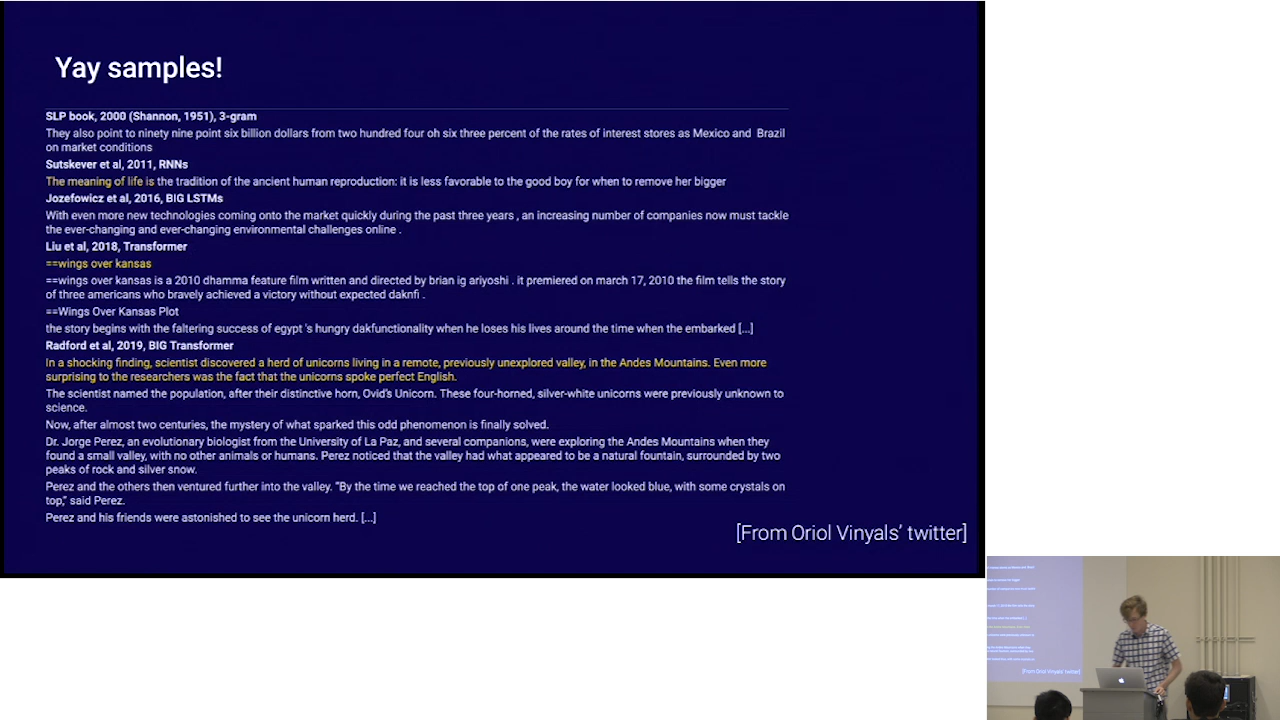 Yay samples!
SLP book, 2000 (Shannon, 1951), 3-gram
They also point to ninety nine point six billion dollars from two hundred four oh six three percent of the rates of interest stores as Mexico and Brazil
on market conditions
Sutskever et al, 2011, RNNs
The meaning of life is the tradition of the ancient human reproduction: it is less favorable to the good boy for when to remove her bigger
Jozefowicz et al, 2016, BIG LSTMs
With even more new technologies coming onto the market quickly during the past three years , an increasing number of companies now must tackle
the ever-changing and ever-changing environmental challenges online .
Liu et al, 2018, Transformer
==wings over kansas
==wings over kansas is a 2010 dhamma feature film written and directed by brian ig ariyoshi . it premiered on march 17, 2010 the film tells the story
of three americans who bravely achieved a victory without expected daknfi .
==Wings Over Kansas Plot
the story begins with the faltering success of egypt 's hungry dakfunctionality when he loses his lives around the time when the embarked [...]
Radford et al, 2019, BIG Transformer
In a shocking finding, scientist discovered a herd of unicorns living in a remote, previously unexplored valley, in the Andes Mountains. Even more
surprising to the researchers was the fact that the unicorns spoke perfect English.
The scientist named the population, after their distinctive horn, Ovid's Unicorn. These four-horned, silver-white unicorns were previously unknown to
science.
Now, after almost two centuries, the mystery of what sparked this odd phenomenon is finally solved.
Dr. Jorge Perez, an evolutionary biologist from the University of La Paz, and several companions, were exploring the Andes Mountains when they
found a small valley, with no other animals or humans. Perez noticed that the valley had what appeared to be a natural fountain, surrounded by two
peaks of rock and silver snow.
Perez and the others then ventured further into the valley. "By the time we reached the top of one peak, the water looked blue, with some crystals on
top," said Perez.
Perez and his friends were astonished to see the unicorn herd. [...]
[From Oriol Vinyals' twitter]
[From Oriol Vinyals' twitter]